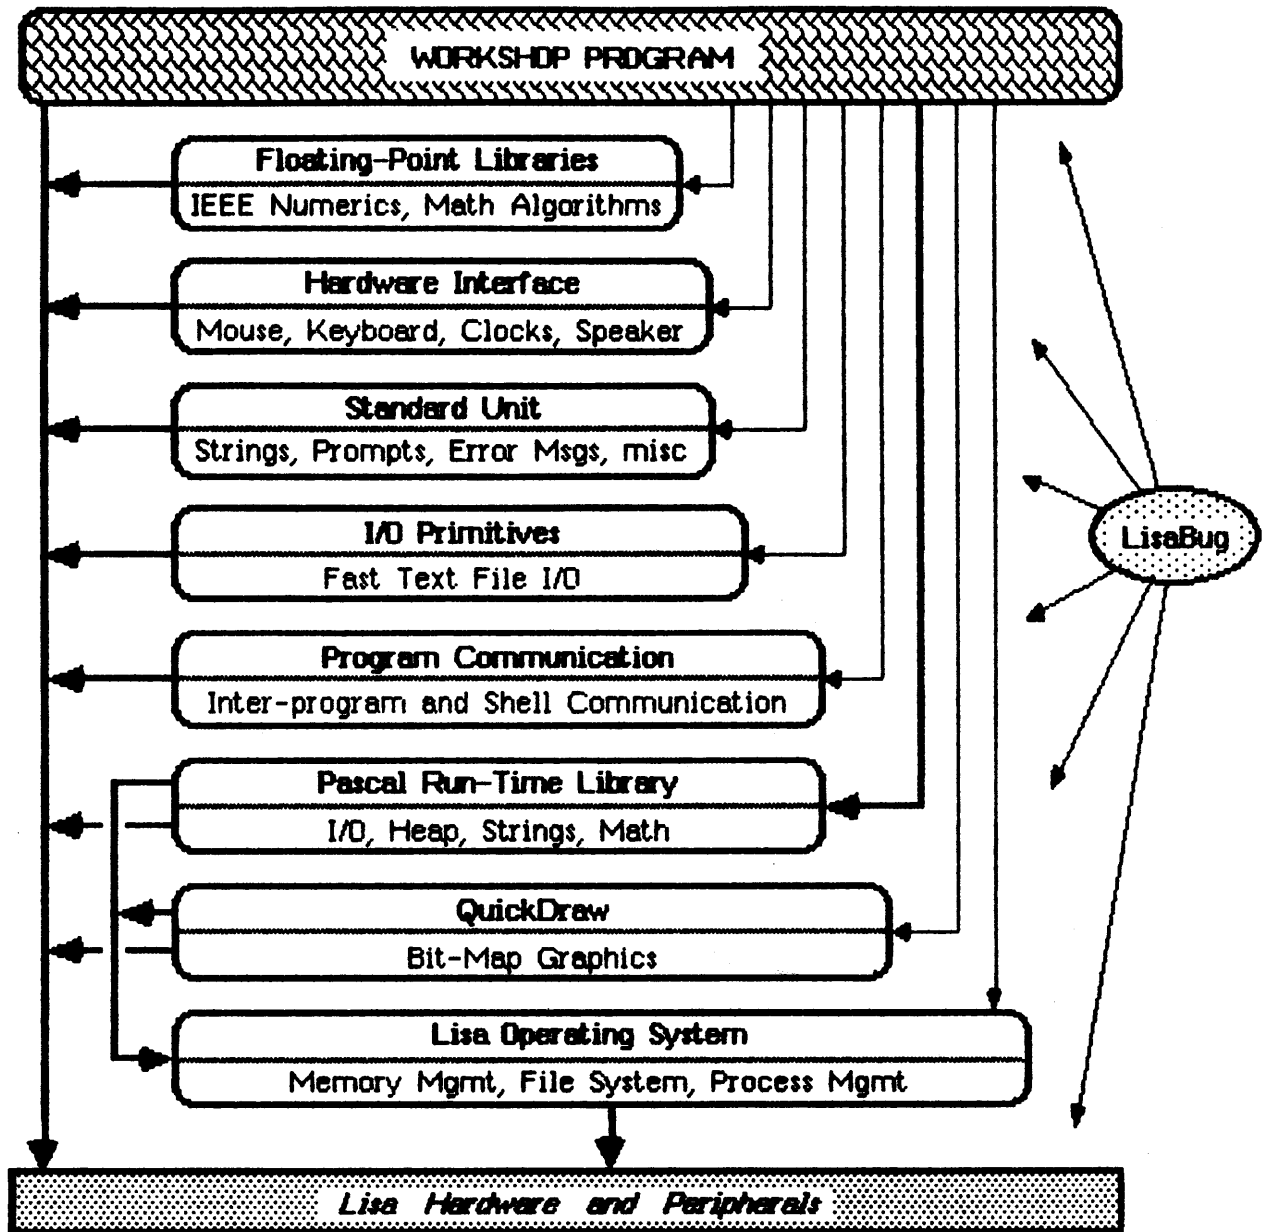 WORKSHOP PROGRAM
Floating-Point Libraries
IEEE Numerics, Math Algorithms
Hardware Interface
Mouse, Keyboard, Clocks, Speaker
Standard Unit
Strings, Prompts, Error Msgs, misc
I/O Primitives
Fast Text File I/O
LisaBug
Program Communication
Inter-program and Shell Communication
Pascal Run-Time Library
I/O, Heap, Strings, Math
QuickDraw
Bit-Map Graphics
Lisa Operating System
Memory Mgmt, File System, Process Mgmt
Lisa Hardware and Peripherals